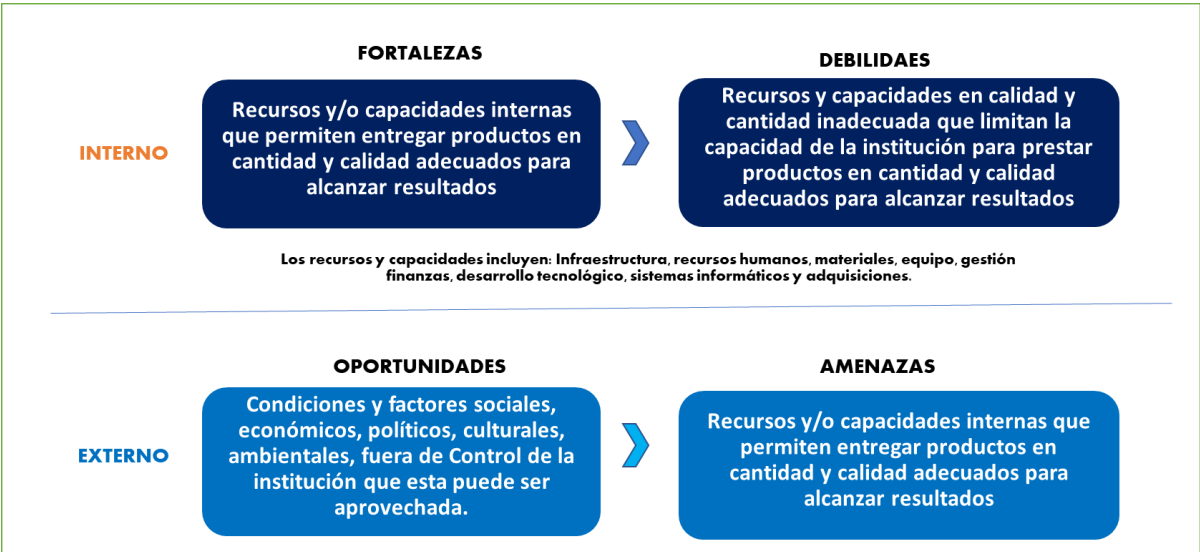 FORTALEZAS
Recursos y/o capacidades internas
que permiten entregar productos en
cantidad y calidad adecuados para
alcanzar resultados
DEBILIDAES
Recursos y capacidades en calidad y
cantidad inadecuada que limitan la
capacidad de la institución para prestar
productos en cantidad y calidad
adecuados para alcanzar resultados
INTERNO
Los recursos y capacidades incluyen: Infraestructura, recursos humanos, materiales, equipo, gestión
finanzas, desarrollo tecnológico, sistemas informáticos y adquisiciones.
OPORTUNIDADES
Condiciones y factores sociales,
económicos, políticos, culturales,
ambientales, fuera de Control de la
institución que esta puede ser
aprovechada.
AMENAZAS
Recursos y/o capacidades internas que
permiten entregar productos en
cantidad y calidad adecuados para
alcanzar resultados
EXTERNO